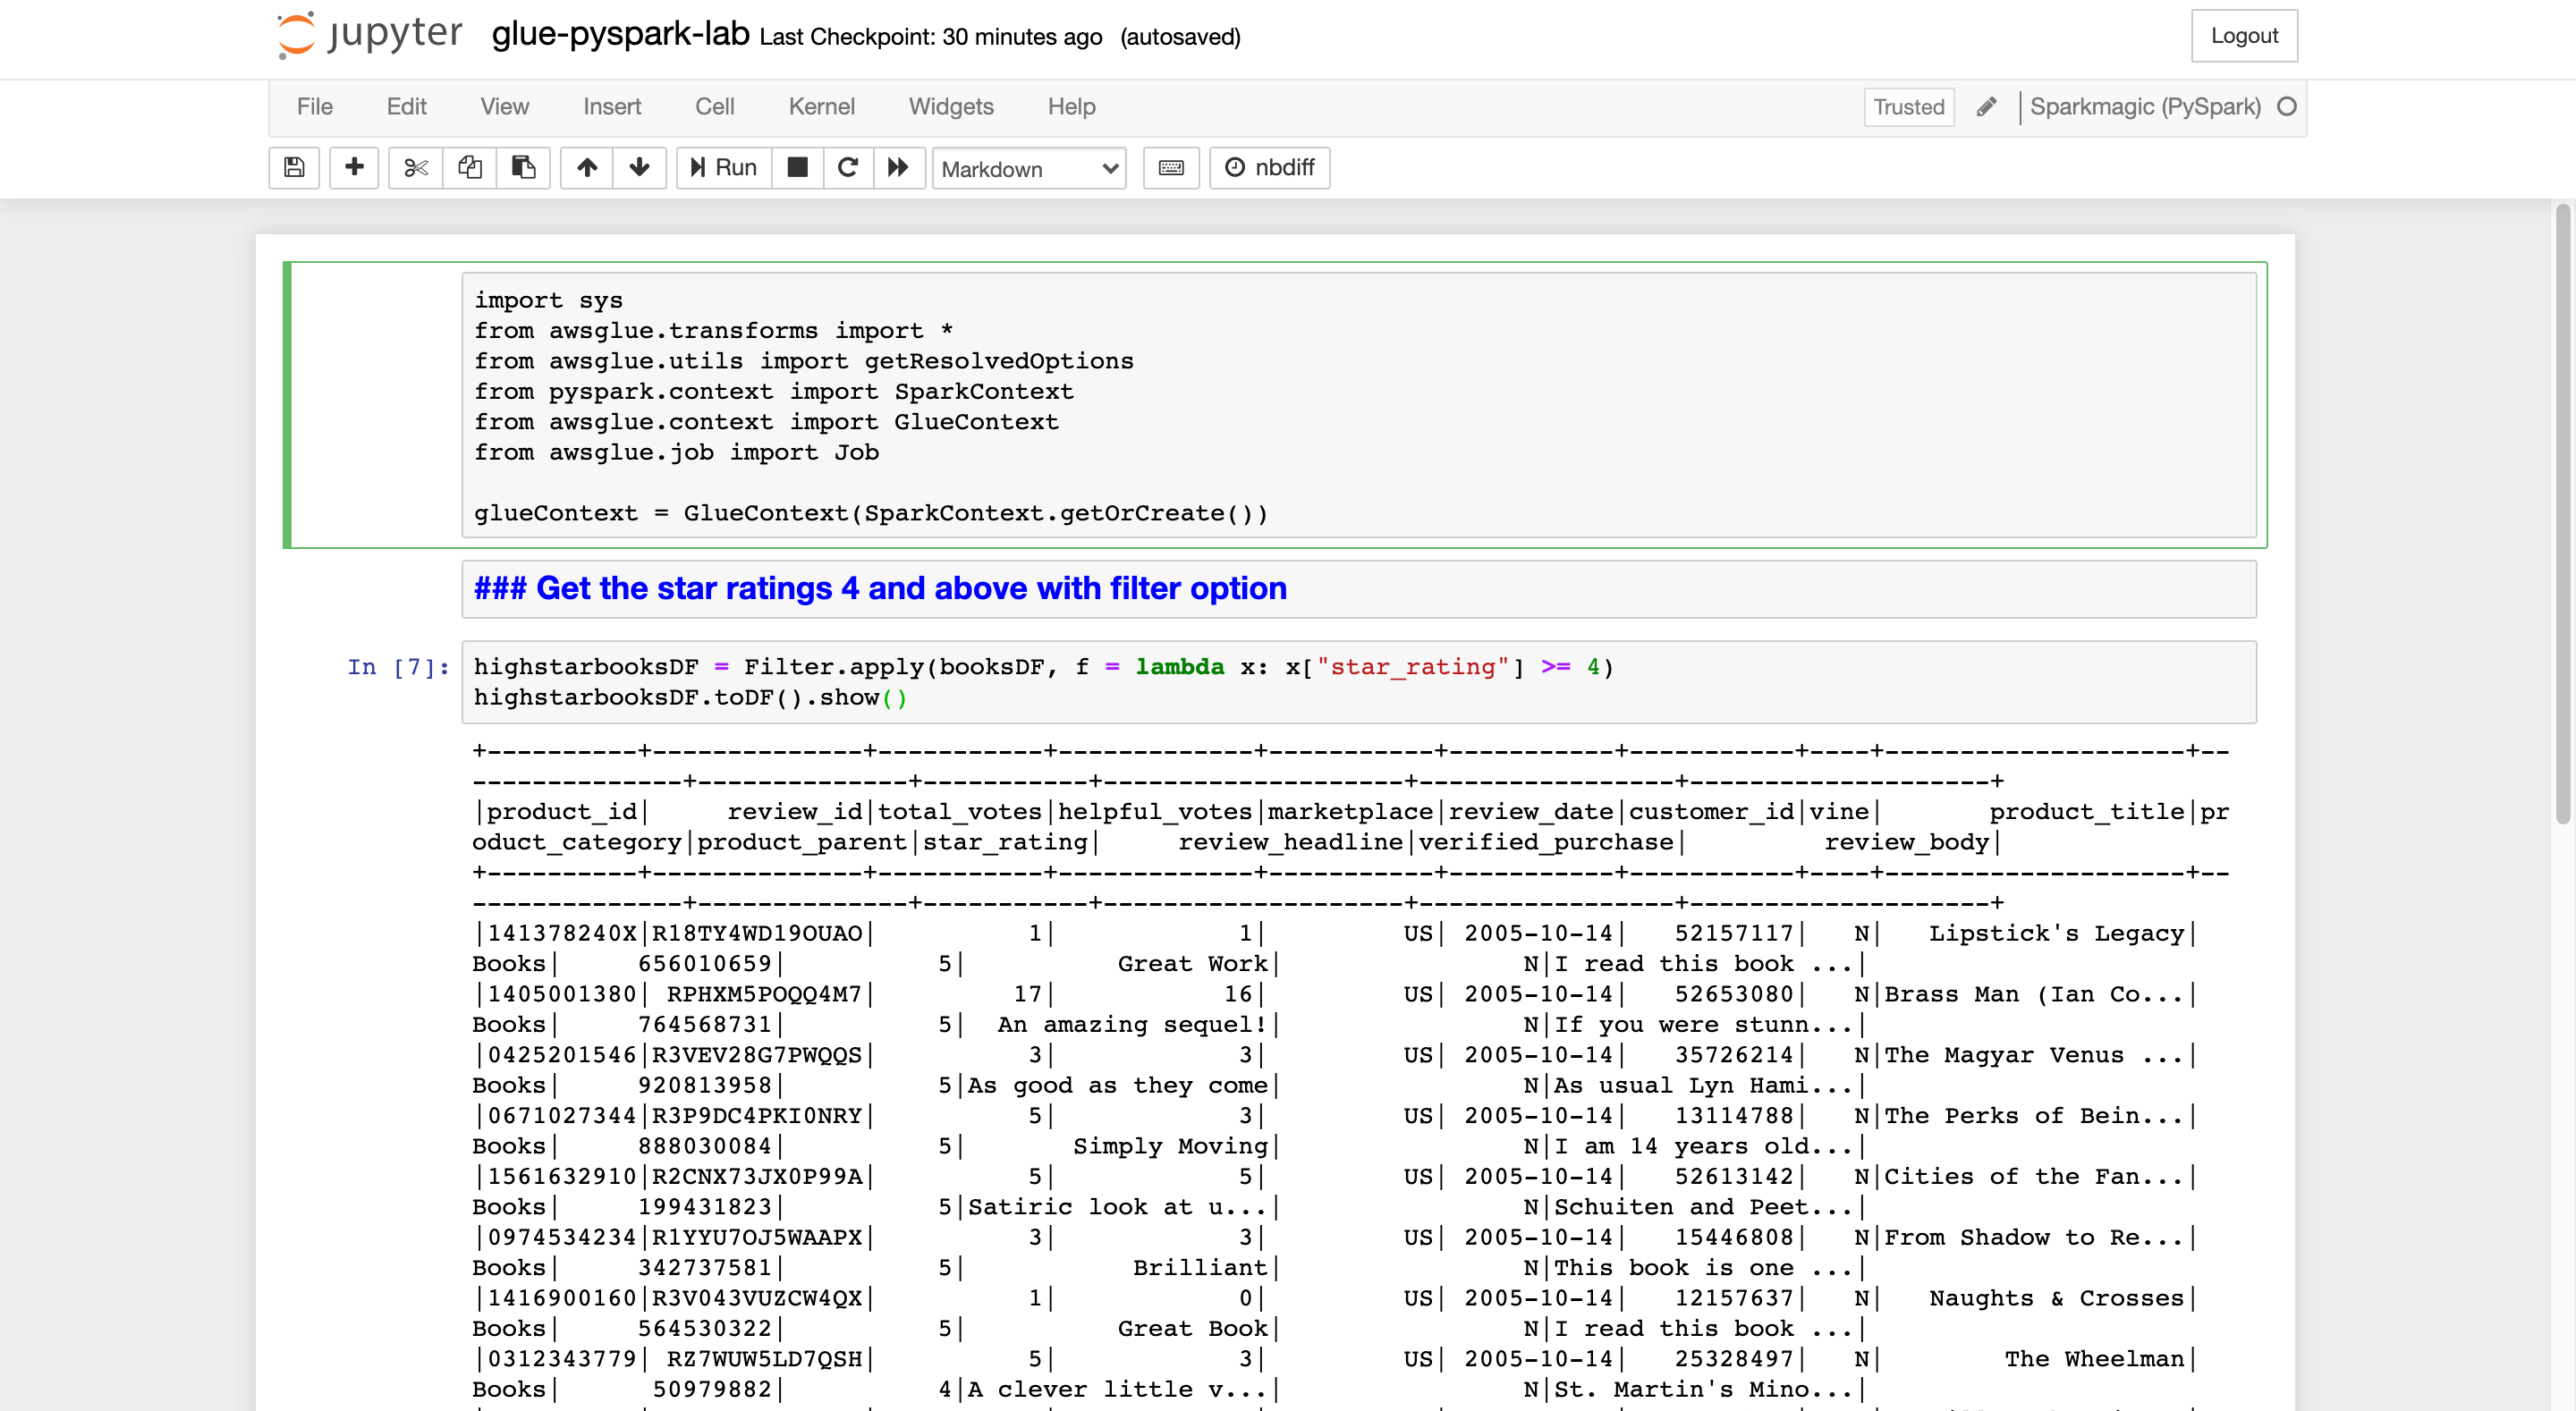 jupyter glue-pyspark-lab Last Checkpoint: 30 minutes ago (autosaved) Logout
File Edit View Insert Cell Kernel Widgets Help Trusted Sparkmagic (PySpark)
Run Markdown nbdiff
import sys
from awsglue.transforms import *
from awsglue.utils import getResolvedOptions
from pyspark.context import SparkContext
from awsglue.context import GlueContext
from awsglue.job import Job
glueContext = GlueContext(SparkContext.getOrCreate())
### Get the star ratings 4 and above with filter option
In [7]: highstarbooksDF = Filter.apply(booksDF, f = lambda x: x["star_rating"] >= 4)
highstarbooksDF.toDF().show()
+----------+--------------+-----------+-------------+-----------+-----------+-----------+----+--------------------+--
--------------+--------------+-----------+--------------------+-----------------+--------------------+
|product_id|     review_id|total_votes|helpful_votes|marketplace|review_date|customer_id|vine|       product_title|pr
oduct_category|product_parent|star_rating|     review_headline|verified_purchase|         review_body|
+----------+--------------+-----------+-------------+-----------+-----------+-----------+----+--------------------+--
--------------+--------------+-----------+--------------------+-----------------+--------------------+
|141378240X|R18TY4WD19OUAO|          1|            1|         US| 2005-10-14|   52157117|   N|   Lipstick's Legacy|
Books|     656010659|          5|          Great Work|                N|I read this book ...|
|1405001380| RPHXM5POQQ4M7|         17|           16|         US| 2005-10-14|   52653080|   N|Brass Man (Ian Co...|
Books|     764568731|          5|  An amazing sequel!|                N|If you were stunn...|
|0425201546|R3VEV28G7PWQQS|          3|            3|         US| 2005-10-14|   35726214|   N|The Magyar Venus ...|
Books|     920813958|          5|As good as they come|                N|As usual Lyn Hami...|
|0671027344|R3P9DC4PKI0NRY|          5|            3|         US| 2005-10-14|   13114788|   N|The Perks of Bein...|
Books|     888030084|          5|       Simply Moving|                N|I am 14 years old...|
|1561632910|R2CNX73JX0P99A|          5|            5|         US| 2005-10-14|   52613142|   N|Cities of the Fan...|
Books|     199431823|          5|Satiric look at u...|                N|Schuiten and Peet...|
|0974534234|R1YYU7OJ5WAAPX|          3|            3|         US| 2005-10-14|   15446808|   N|From Shadow to Re...|
Books|     342737581|          5|           Brilliant|                N|This book is one ...|
|1416900160|R3V043VUZCW4QX|          1|            0|         US| 2005-10-14|   12157637|   N|   Naughts & Crosses|
Books|     564530322|          5|          Great Book|                N|I read this book ...|
|0312343779| RZ7WUW5LD7QSH|          5|            3|         US| 2005-10-14|   25328497|   N|        The Wheelman|
Books|      50979882|          4|A clever little v...|                N|St. Martin's Mino...|